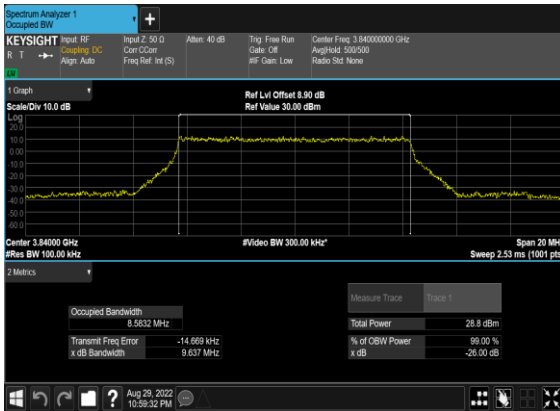 Spectrum Analyzer 1
Occupied BW
KEYSIGHT
R T
Input: RF
Coupling: DC
Align: Auto
Input Z: 50 Ω
Corr CCorr
Freq Ref: Int (S)
Atten: 40 dB
Trig: Free Run
Gate: Off
#IF Gain: Low
Center Freq: 3.840000000 GHz
Avg|Hold: 500/500
Radio Std: None
1 Graph
Scale/Div 10.0 dB
Ref Lvl Offset 8.90 dB
Ref Value 30.00 dBm
Log
20.0
10.0
0.00
-10.0
-20.0
-30.0
-40.0
-50.0
-60.0
Center 3.84000 GHz
#Res BW 100.00 kHz
#Video BW 300.00 kHz*
Span 20 MH
Sweep 2.53 ms (1001 pts
2 Metrics
Measure Trace
Trace 1
Occupied Bandwidth
8.5832 MHz
Total Power
28.8 dBm
Transmit Freq Error
-14.669 kHz
% of OBW Power
99.00 %
x dB Bandwidth
9.637 MHz
x dB
-26.00 dB
Aug 29, 2022
10:59:32 PM